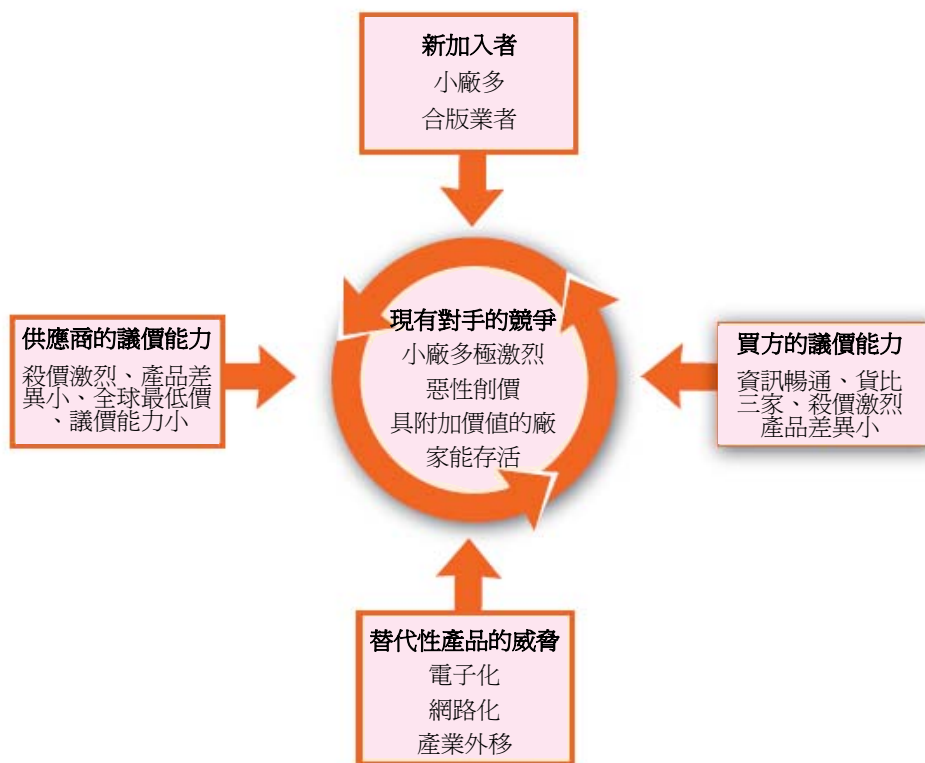 新加入者
小廠多
合版業者
供應商的議價能力
殺價激烈、產品差
異小、全球最低價
、議價能力小
現有對手的競爭
小廠多極激烈
惡性削價
具附加價值的廠
家能存活
買方的議價能力
資訊暢通、貨比
三家、殺價激烈
產品差異小
替代性產品的威脅
電子化
網路化
產業外移